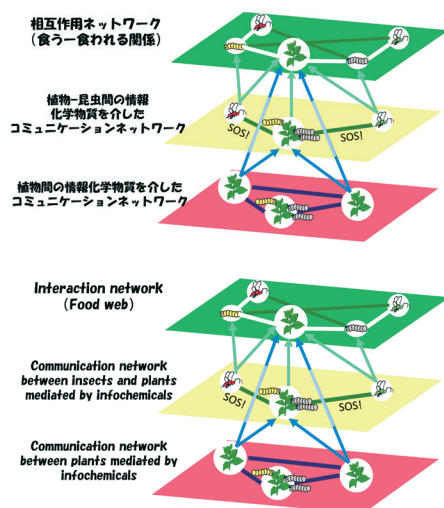 相互作用ネットワーク
(食うー食われる関係)
植物-昆虫間の情報
化学物質を介した
コミュニケーションネットワーク
SOS!
SOS!
植物間の情報化学物質を介した
コミュニケーションネットワーク
Interaction network
(Food web)
Communication network
between insects and plants
mediated by infochemicals
SOS!
SOS!
Communication network
between plants mediated by
infochemicals